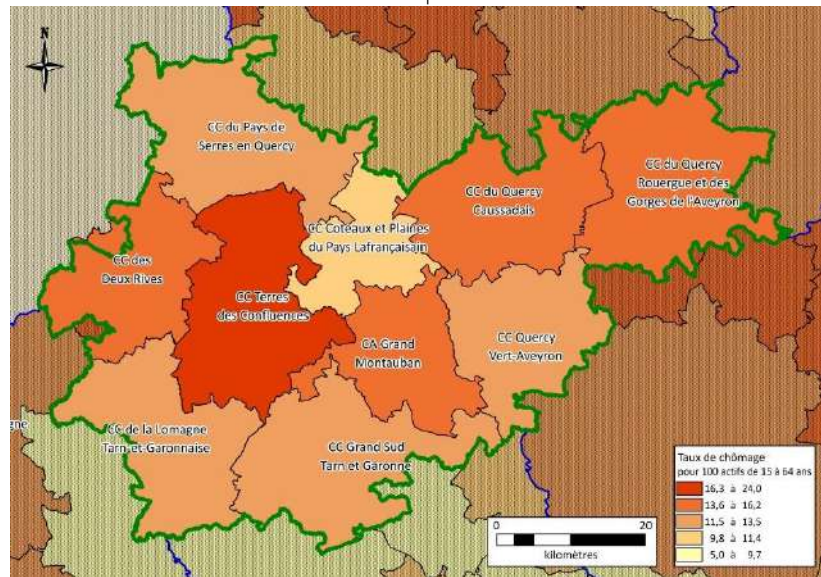 N
CC du Pays de
Serres en Quercy
CC du Quercy
Rouergue et des
Gorges de l'Aveyron
CC du Quercy
Caussadais
CC Coteaux et Plaines
du Pays Lafrançaisain
CC des
Deux Rives
CC Terres
des Confluences
CA Grand
Montauban
CC Quercy
Vert-Aveyron
CC de la Lomagne
Tarn-et-Garonnaise
CC Grand Sud
Tarn et Garonne
Taux de chômage
pour 100 actifs de 15 à 64 ans
16,3 à 24,0
13,6 à 16,2
11,5 à 13,5
9,8 à 11,4
5,0 à 9,7
0 20
kilomètres